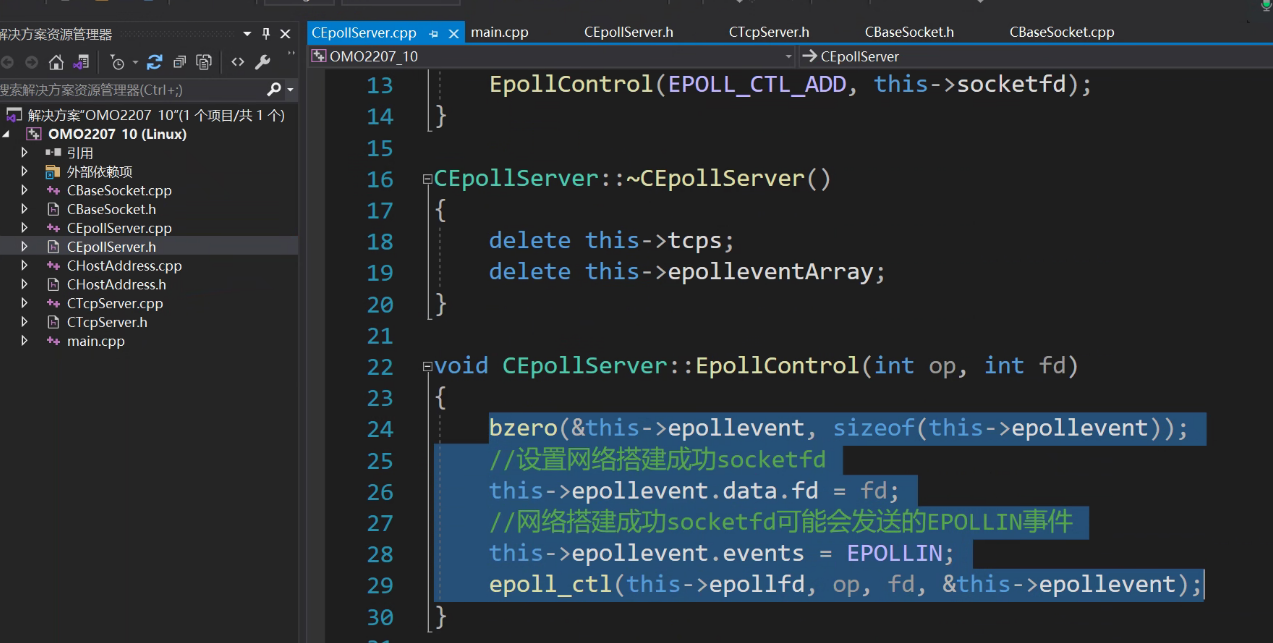 解决方案资源管理器
搜索解决方案资源管理器(Ctrl+;)
解决方案"OMO2207_10"(1 个项目/共 1 个)
OMO2207_10 (Linux)
引用
外部依赖项
CBaseSocket.cpp
CBaseSocket.h
CEpollServer.cpp
CEpollServer.h
CHostAddress.cpp
CHostAddress.h
CTcpServer.cpp
CTcpServer.h
main.cpp
CEpollServer.cpp main.cpp CEpollServer.h CTcpServer.h CBaseSocket.h CBaseSocket.cpp
OMO2207_10 CEpollServer
13 EpollControl(EPOLL_CTL_ADD, this->socketfd);
14 }
15
16 CEpollServer::~CEpollServer()
17 {
18 delete this->tcps;
19 delete this->epolleventArray;
20 }
21
22 void CEpollServer::EpollControl(int op, int fd)
23 {
24 bzero(&this->epollevent, sizeof(this->epollevent));
25 //设置网络搭建成功socketfd
26 this->epollevent.data.fd = fd;
27 //网络搭建成功socketfd可能会发送的EPOLLIN事件
28 this->epollevent.events = EPOLLIN;
29 epoll_ctl(this->epollfd, op, fd, &this->epollevent);
30 }